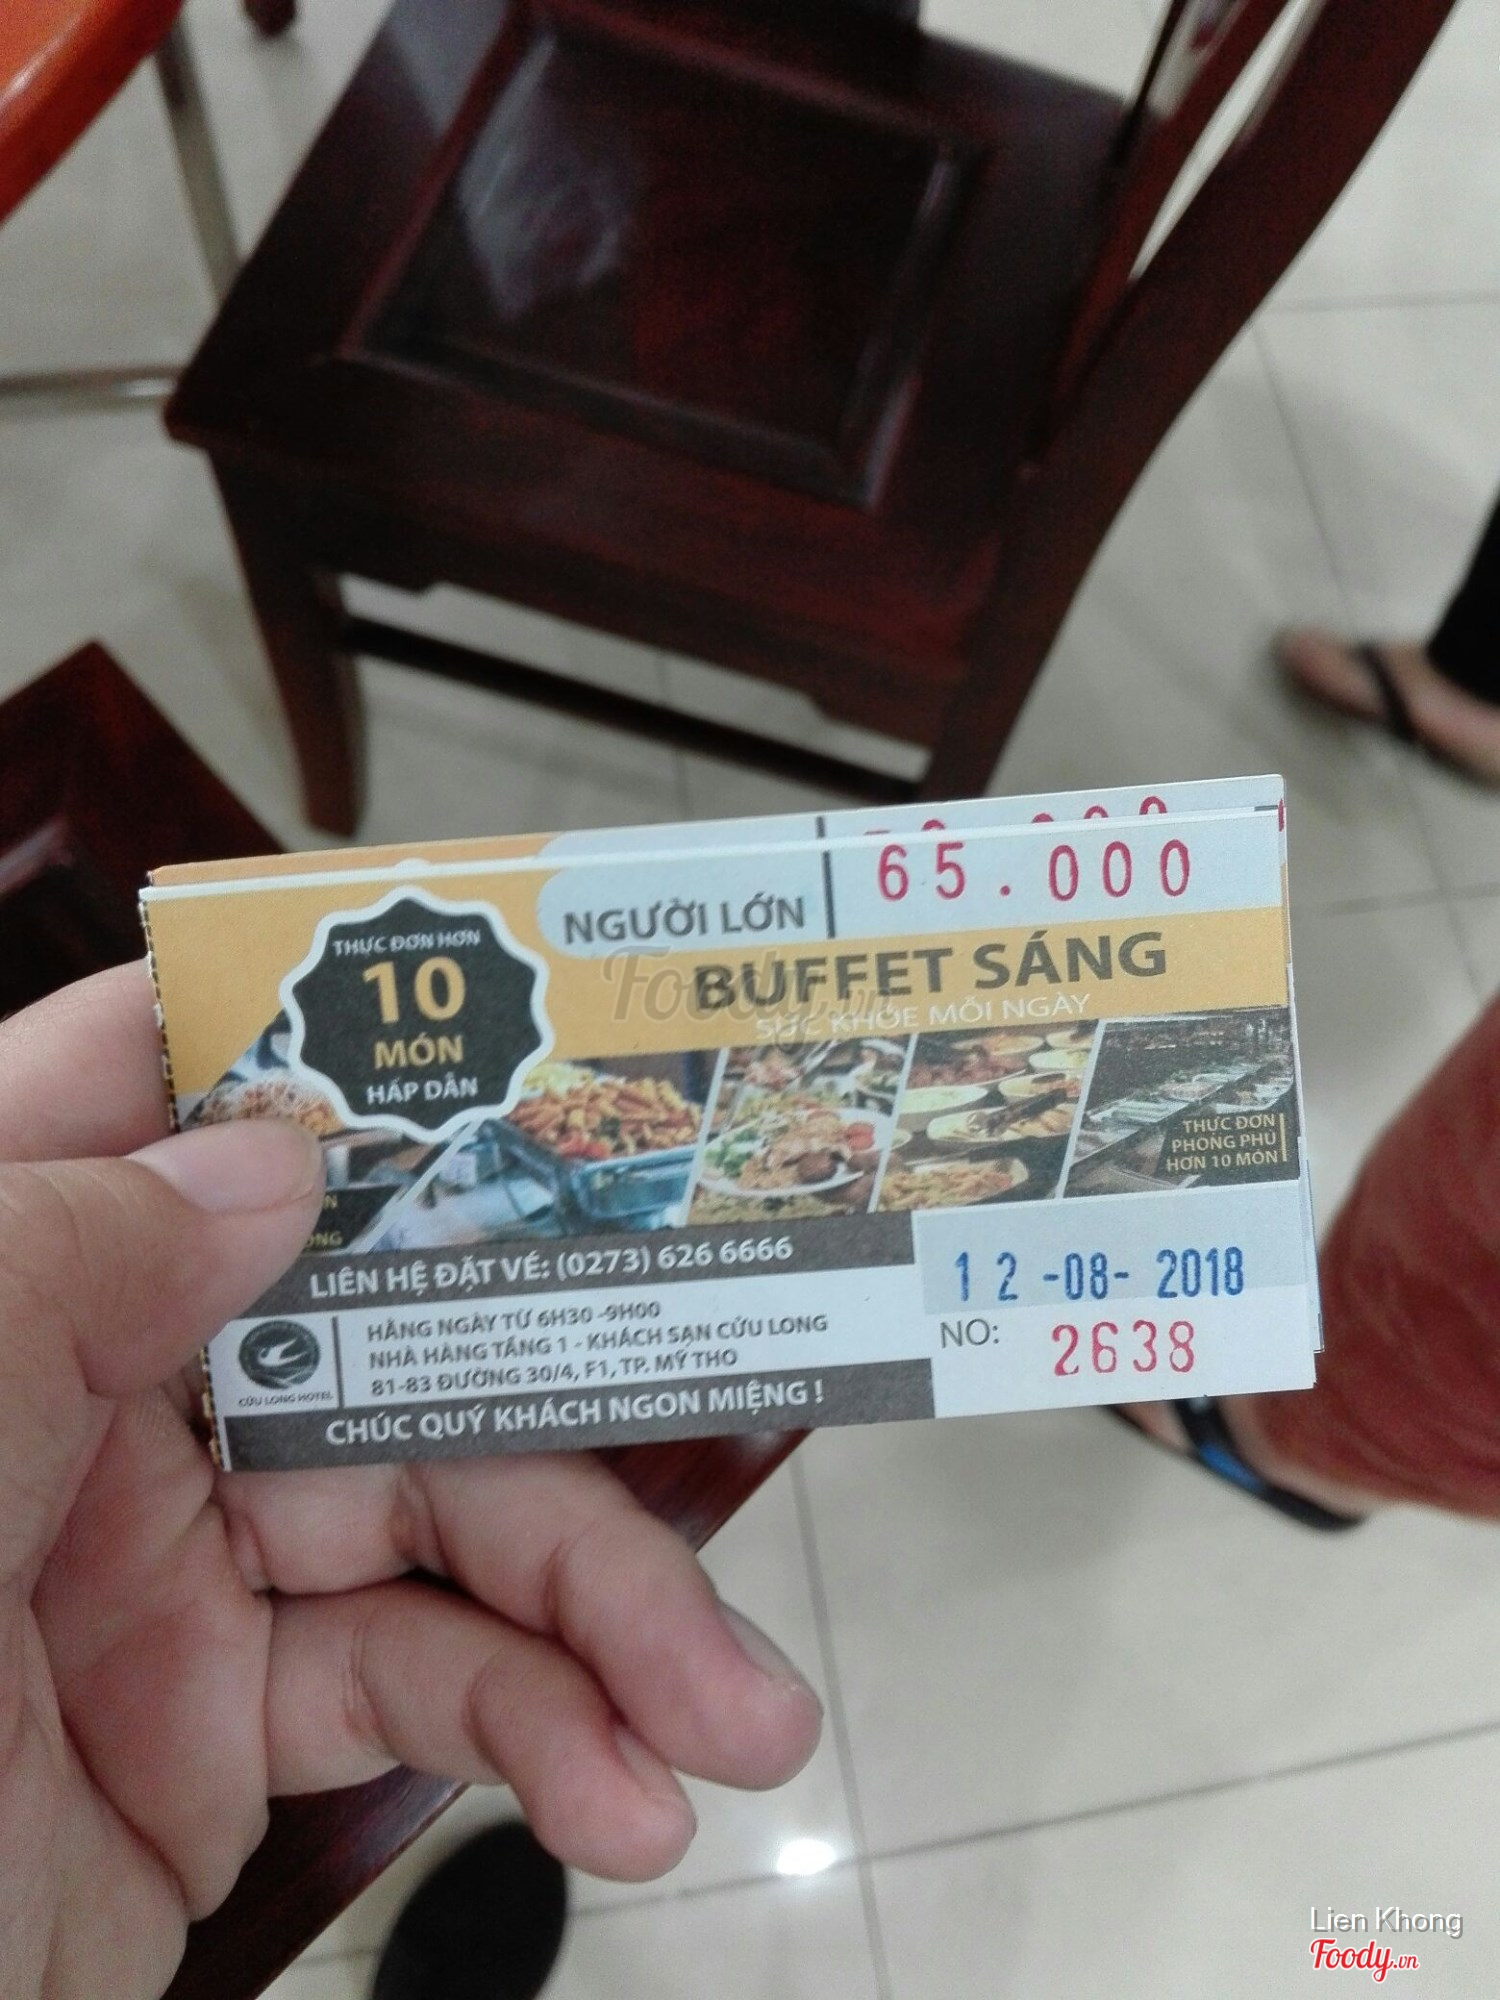 NGƯỜI LỚN
65.000
THỰC ĐƠN HƠN
10
MÓN
HẤP DẪN
BUFFET SÁNG
SỨC KHỎE MỖI NGÀY
THỰC ĐƠN
PHONG PHÚ
HƠN 10 MÓN
LIÊN HỆ ĐẶT VÉ: (0273) 626 6666
12-08-2018
HẰNG NGÀY TỪ 6H30 -9H00
NHÀ HÀNG TẦNG 1 - KHÁCH SẠN CỬU LONG
81-83 ĐƯỜNG 30/4, F1, TP. MỸ THO
NO: 2638
CỬU LONG HOTEL
CHÚC QUÝ KHÁCH NGON MIỆNG !
Foody.vn
Lien Khong
Foody.vn